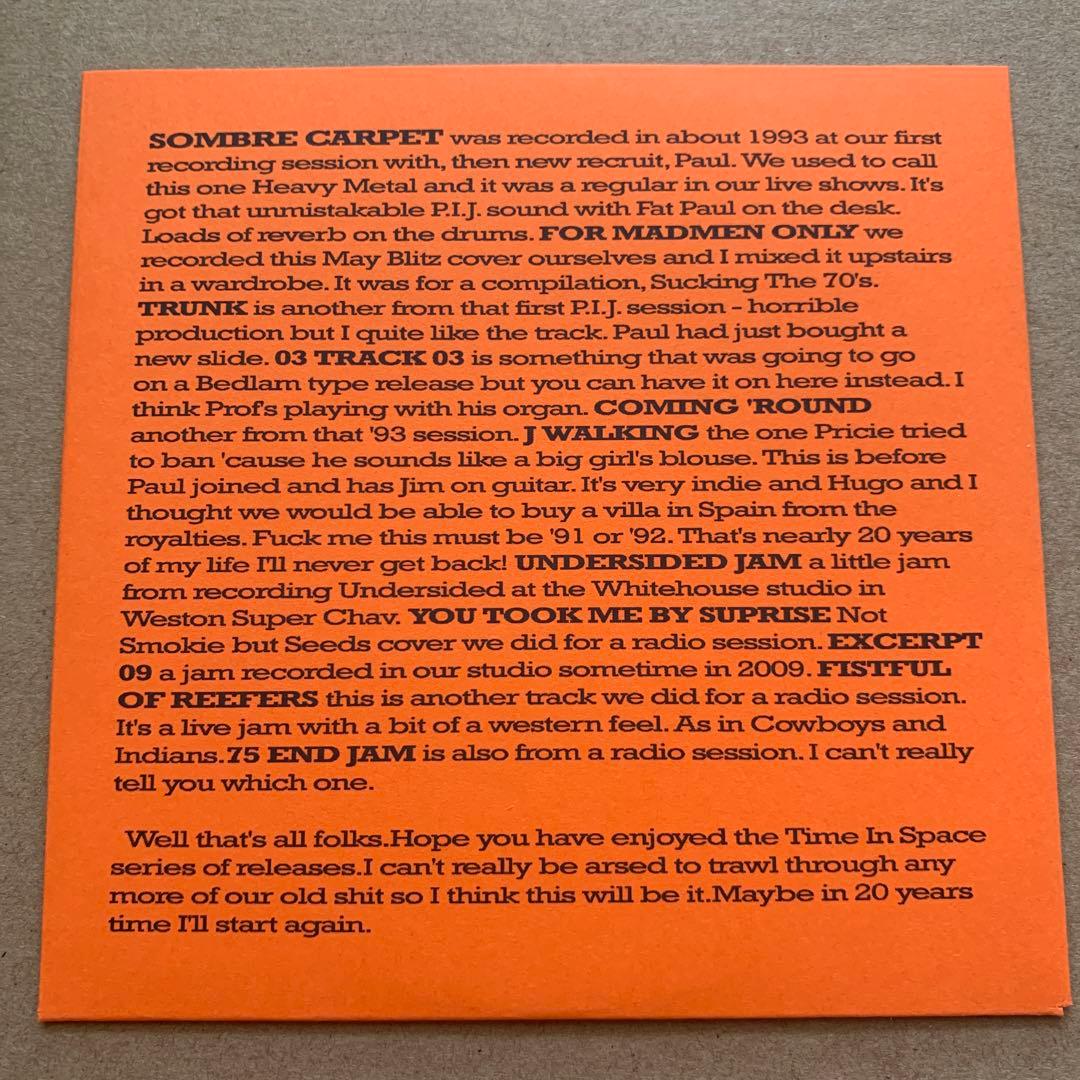 SOMBRE CARPET was recorded in about 1993 at our first
recording session with, then new recruit, Paul. We used to call
this one Heavy Metal and it was a regular in our live shows. It's
got that unmistakable P.I.J. sound with Fat Paul on the desk.
Loads of reverb on the drums. FOR MADMEN ONLY we
recorded this May Blitz cover ourselves and I mixed it upstairs
in a wardrobe. It was for a compilation, Sucking The 70's.
TRUNK is another from that first P.I.J. session - horrible
production but I quite like the track. Paul had just bought a
new slide. 03 TRACK 03 is something that was going to go
on a Bedlam type release but you can have it on here instead. I
think Prof's playing with his organ. COMING 'ROUND
another from that '93 session. J WALKING the one Pricie tried
to ban 'cause he sounds like a big girl's blouse. This is before
Paul joined and has Jim on guitar. It's very indie and Hugo and I
thought we would be able to buy a villa in Spain from the
royalties. Fuck me this must be '91 or '92. That's nearly 20 years
of my life I'll never get back! UNDERSIDED JAM a little jam
from recording Undersided at the Whitehouse studio in
Weston Super Chav. YOU TOOK ME BY SUPRISE Not
Smokie but Seeds cover we did for a radio session. EXCERPT
09 a jam recorded in our studio sometime in 2009. FISTFUL
OF REEFERS this is another track we did for a radio session.
It's a live jam with a bit of a western feel. As in Cowboys and
Indians.75 END JAM is also from a radio session. I can't really
tell you which one.
Well that's all folks.Hope you have enjoyed the Time In Space
series of releases.I can't really be arsed to trawl through any
more of our old shit so I think this will be it.Maybe in 20 years
time I'll start again.